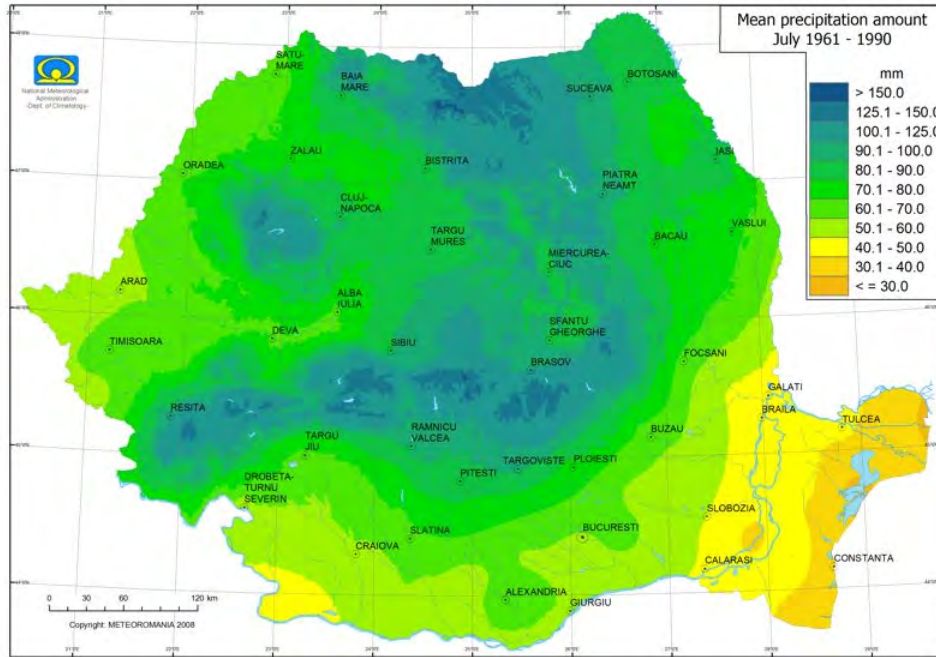 Mean precipitation amount
July 1961 - 1990
mm
> 150.0
125.1 - 150.0
100.1 - 125.0
90.1 - 100.0
80.1 - 90.0
70.1 - 80.0
60.1 - 70.0
50.1 - 60.0
40.1 - 50.0
30.1 - 40.0
< = 30.0
National Meteorological
Administration
-Dept. of Climatology-
SATU-
MARE
BAIA
MARE
BOTOSANI
SUCEAVA
ZALAU
ORADEA
BISTRITA
IASI
PIATRA
NEAMT
CLUJ-
NAPOCA
TARGU
MURES
VASLUI
BACAU
MIERCUREA-
CIUC
ARAD
ALBA
IULIA
DEVA
TIMISOARA
SIBIU
SFANTU
GHEORGHE
BRASOV
FOCSANI
GALATI
BRAILA
TULCEA
RESITA
RAMNICU
VALCEA
TARGU
JIU
BUZAU
TARGOVISTE
PLOIESTI
PITESTI
DROBETA-
TURNU
SEVERIN
SLOBOZIA
SLATINA
BUCURESTI
CRAIOVA
CALARASI
CONSTANTA
ALEXANDRIA
GIURGIU
0 30 60 120 km
Copyright: METEOROMANIA 2008